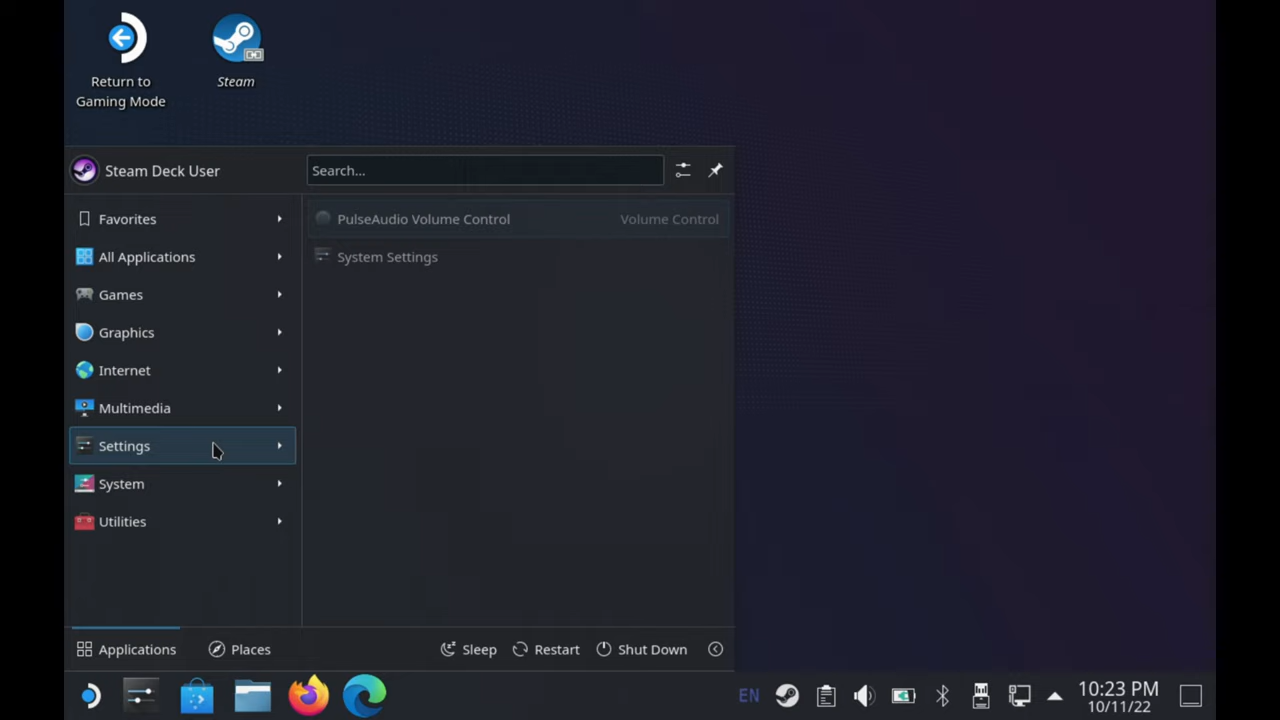 Return to
Gaming Mode
Steam
Steam Deck User
Search...
Favorites
All Applications
Games
Graphics
Internet
Multimedia
Settings
System
Utilities
PulseAudio Volume Control Volume Control
System Settings
Applications
Places
Sleep
Restart
Shut Down
EN
10:23 PM
10/11/22